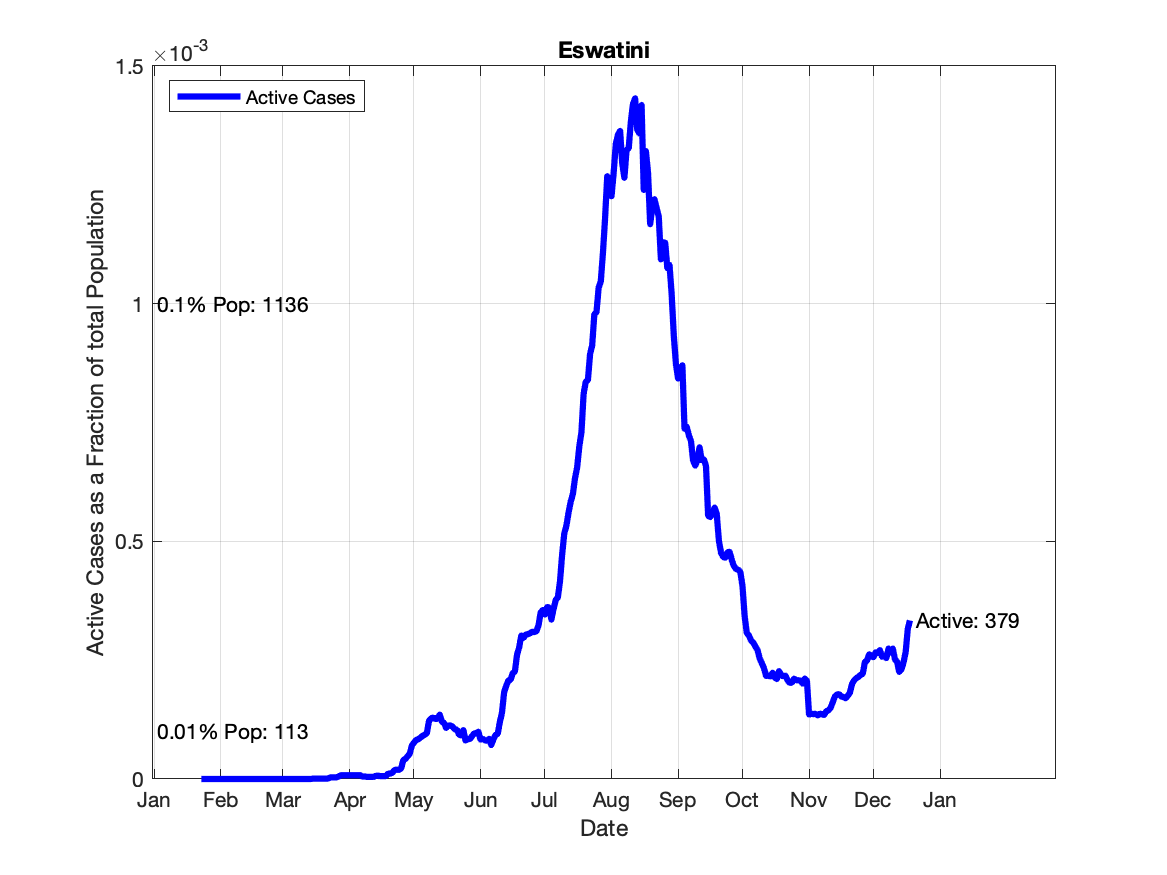 Eswatini
×10^-3
1.5
Active Cases
1
0.1% Pop: 1136
0.5
Active: 379
0.01% Pop: 113
0
Jan Feb Mar Apr May Jun Jul Aug Sep Oct Nov Dec Jan
Date
Active Cases as a Fraction of total Population